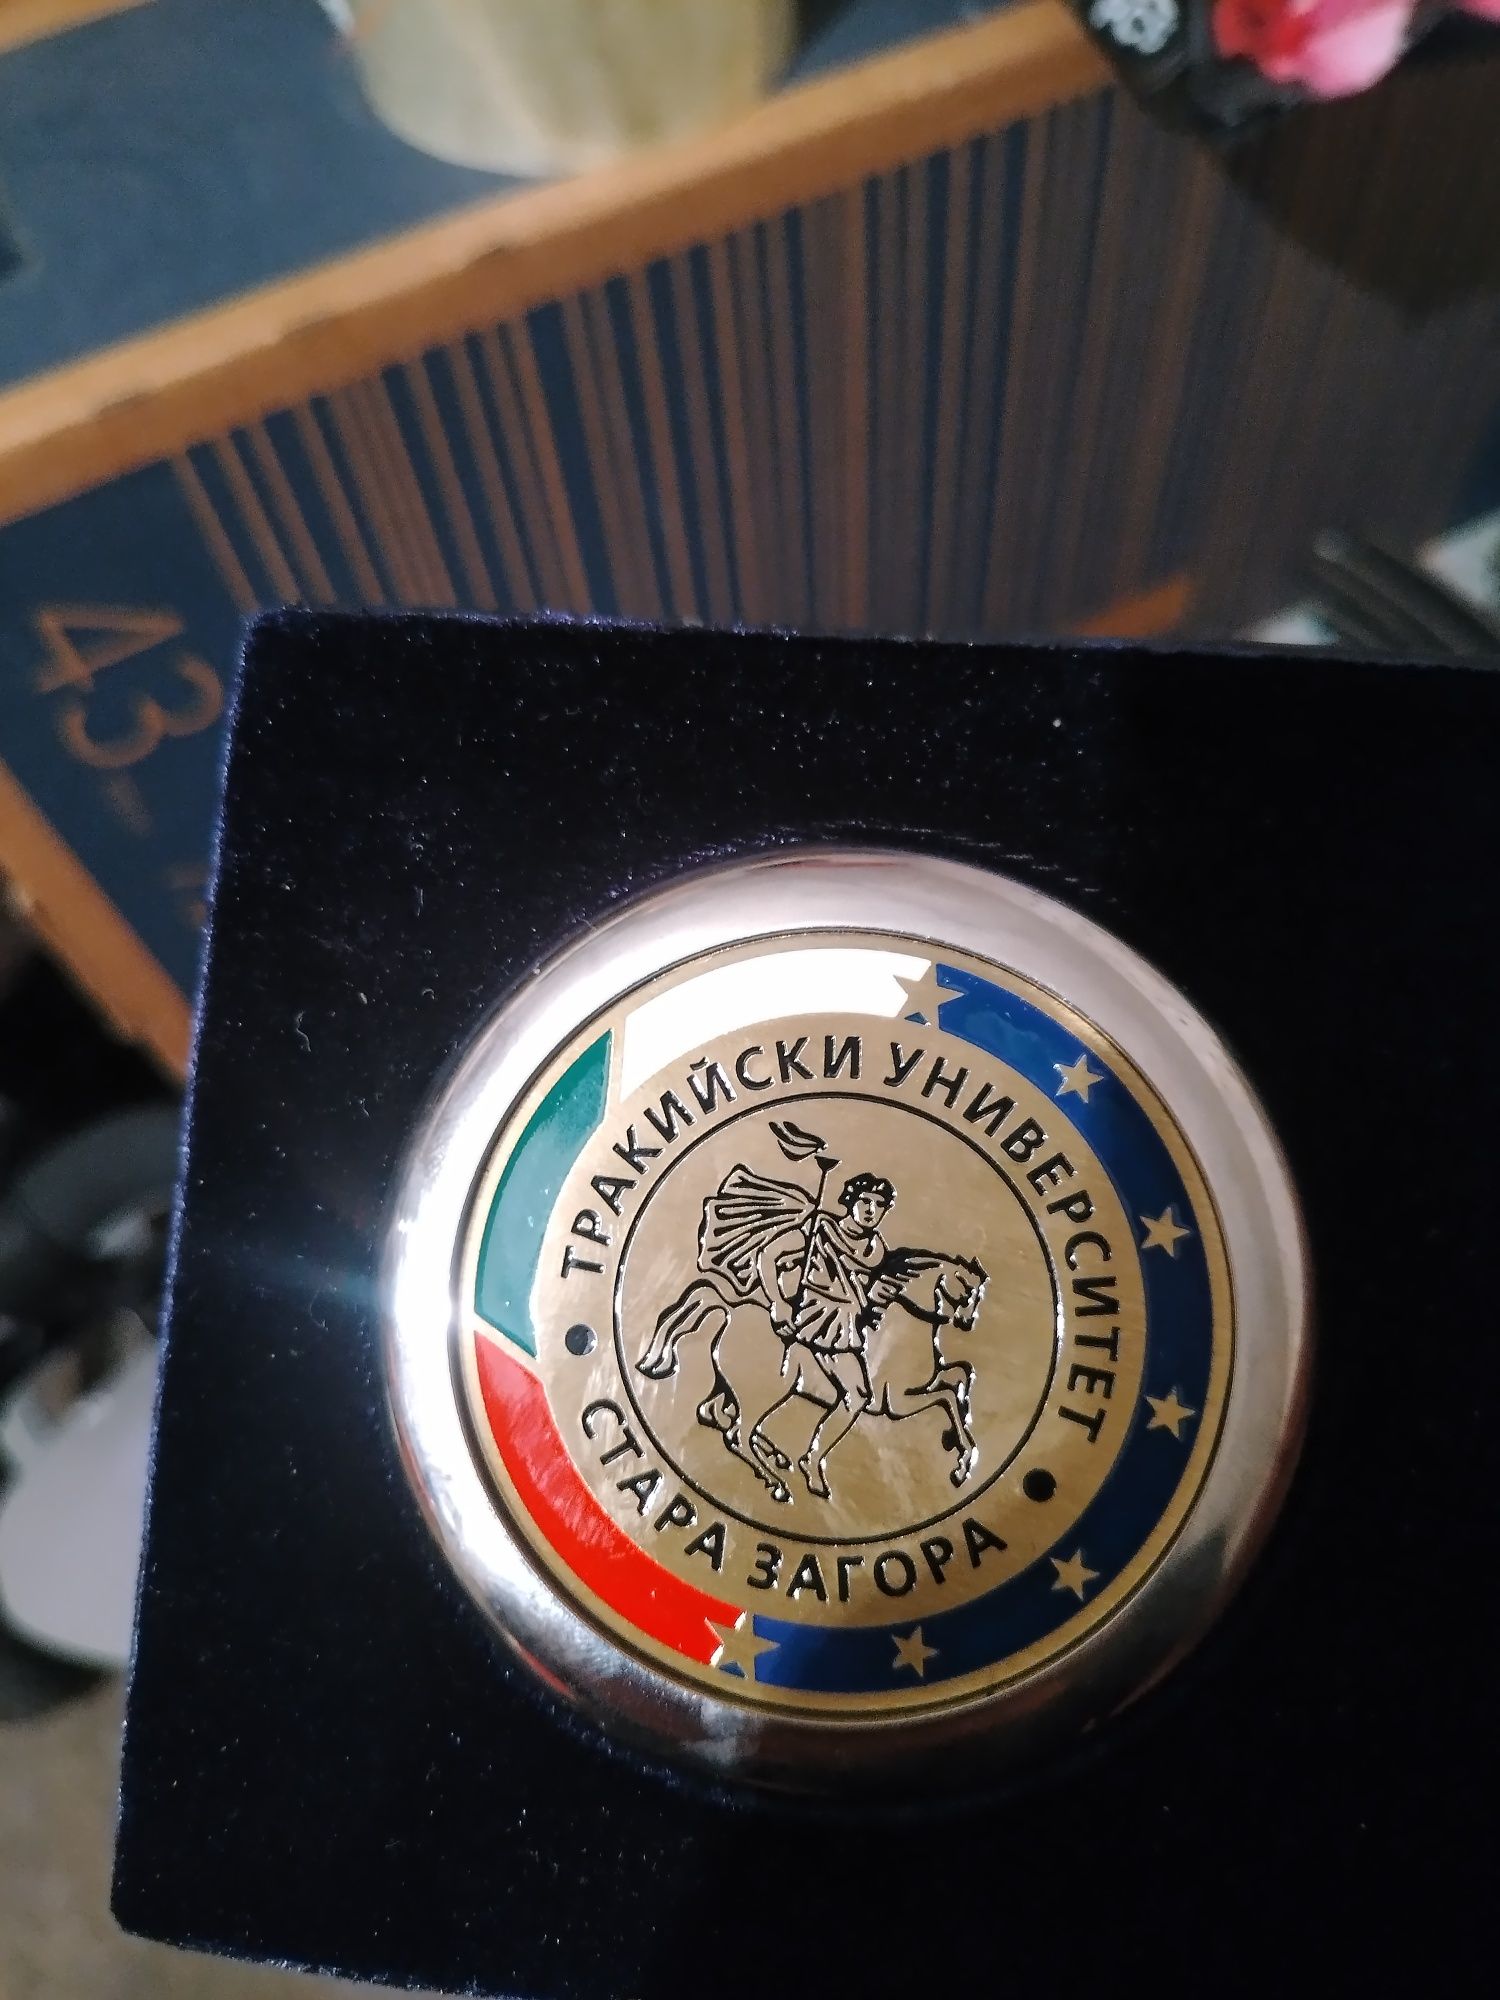 43
ТРАКИЙСКИ УНИВЕРСИТЕТ
СТАРА ЗАГОРА